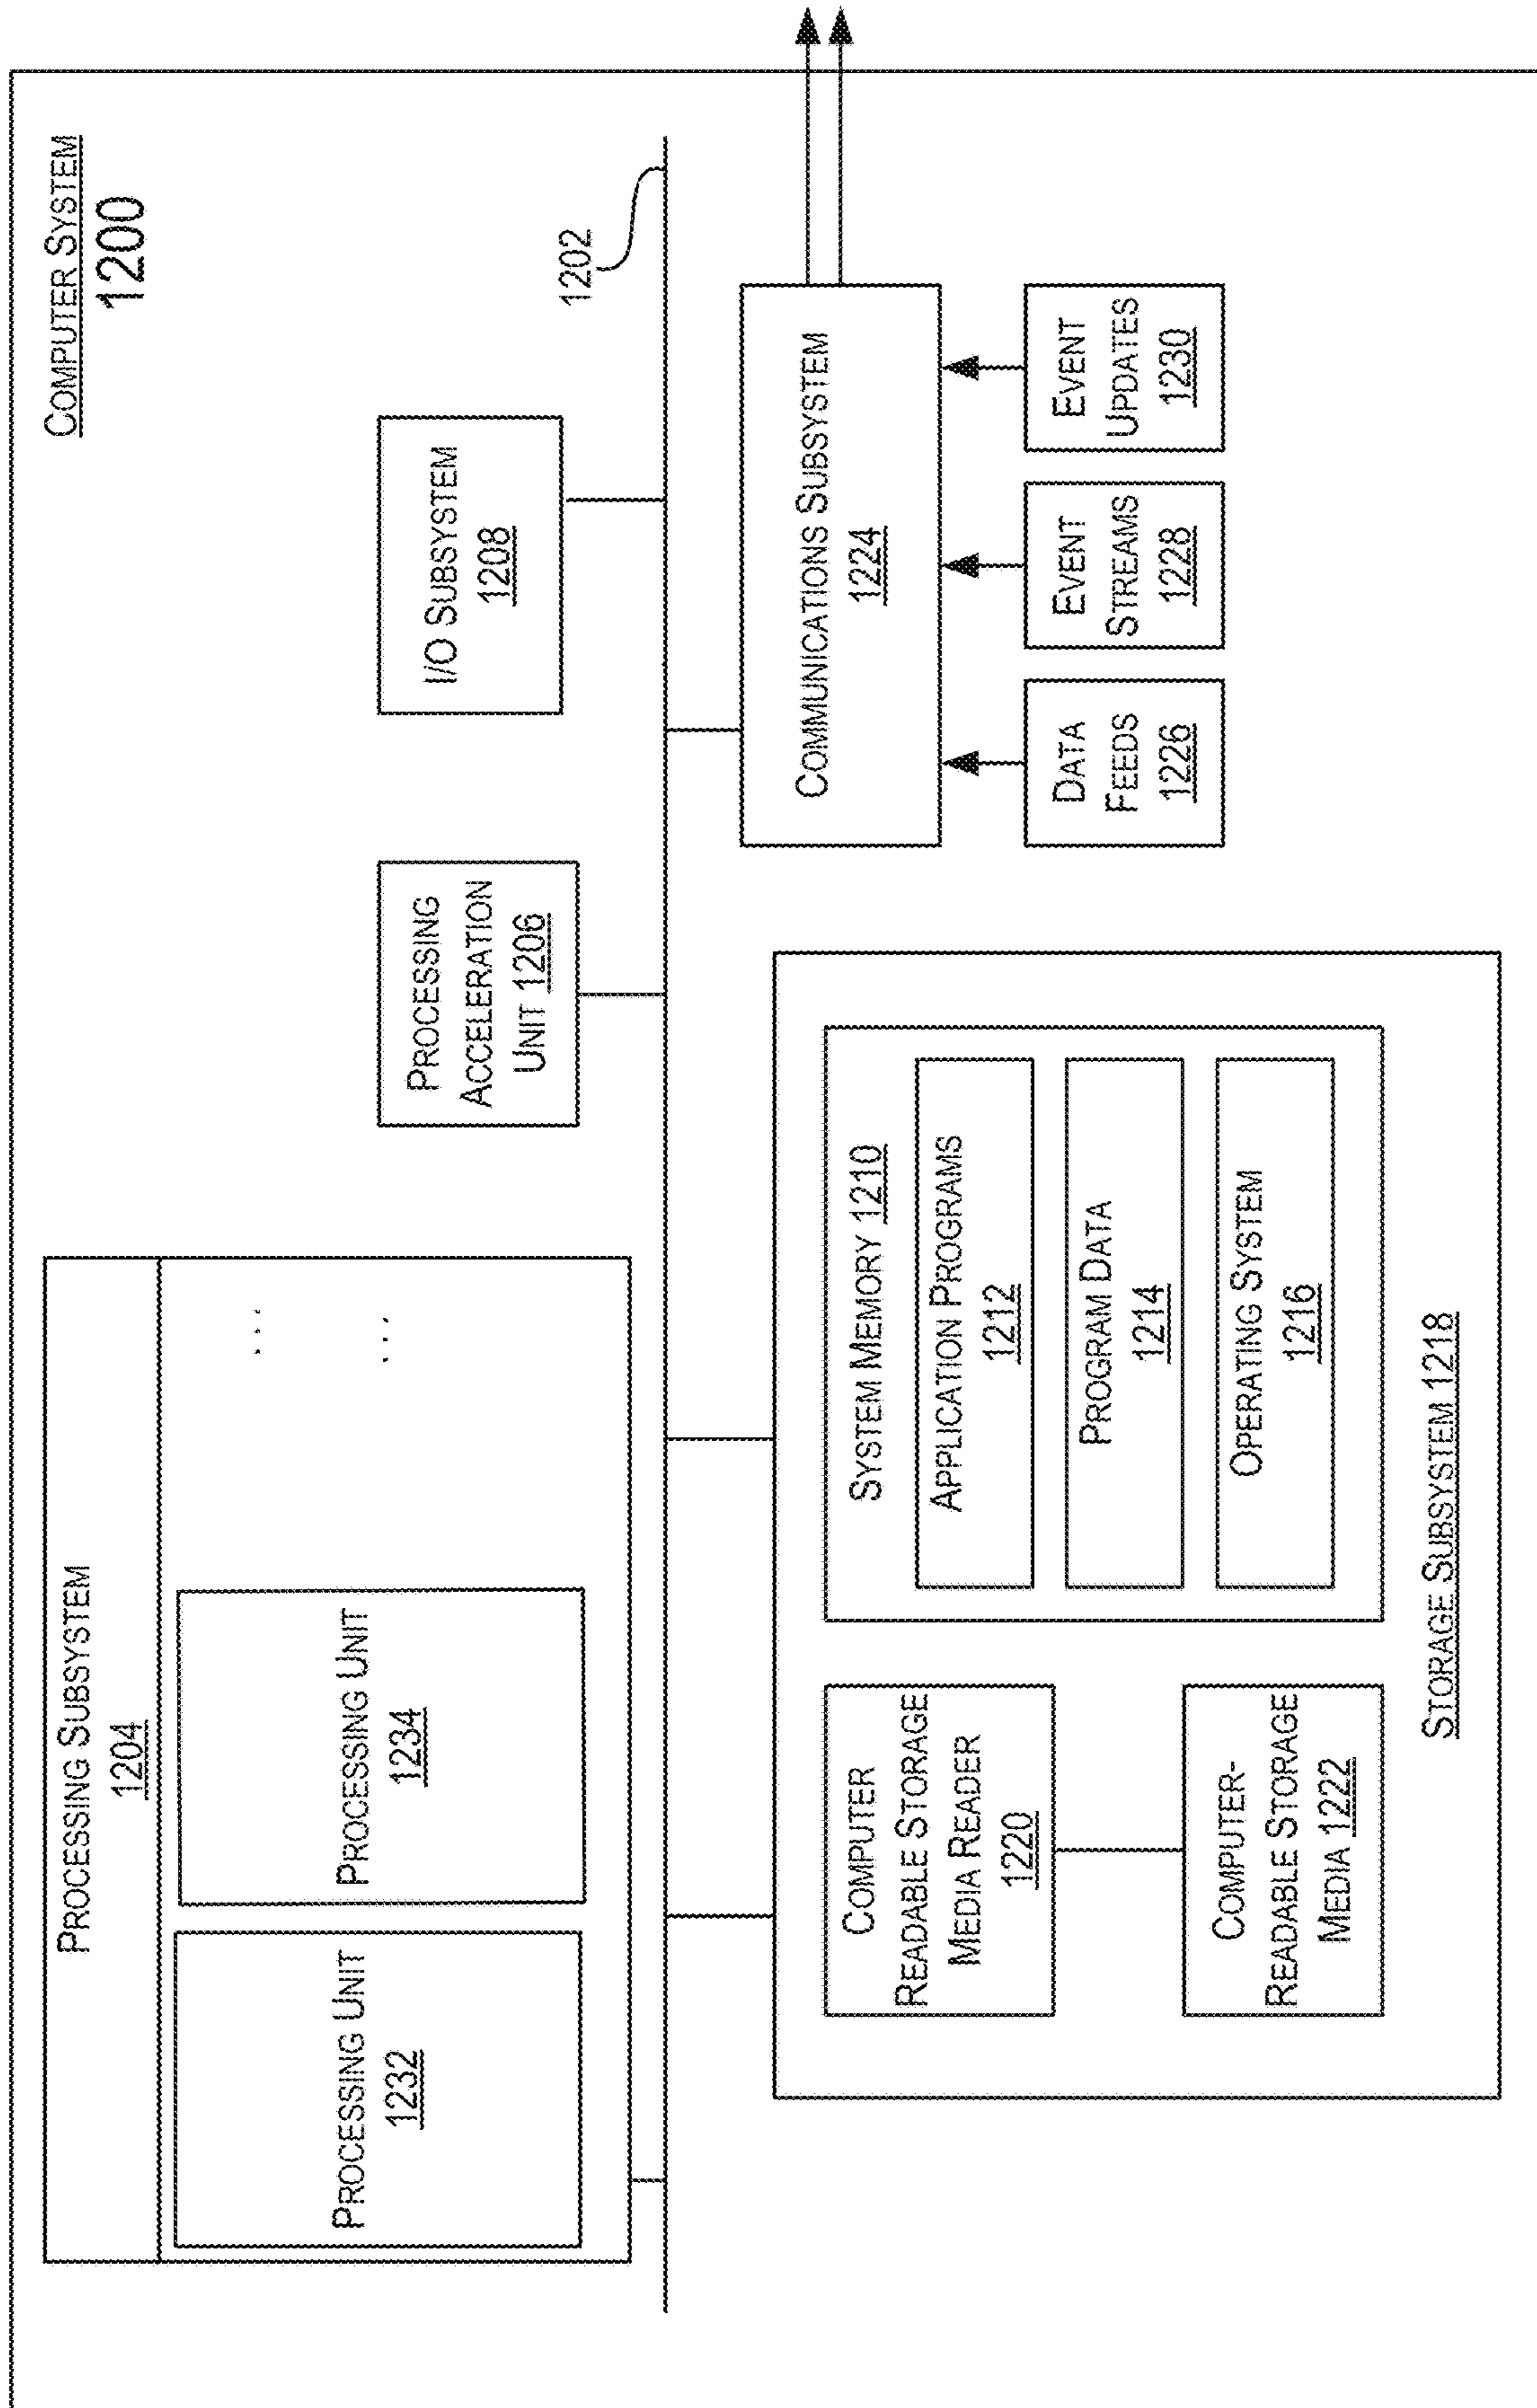 COMPUTER SYSTEM
1200
PROCESSING SUBSYSTEM
1204
PROCESSING UNIT
1232
PROCESSING UNIT
1234
...
...
PROCESSING
ACCELERATION
UNIT 1206
I/O SUBSYSTEM
1208
1202
COMPUTER
READABLE STORAGE
MEDIA READER
1220
COMPUTER-
READABLE STORAGE
MEDIA 1222
SYSTEM MEMORY 1210
APPLICATION PROGRAMS
1212
PROGRAM DATA
1214
OPERATING SYSTEM
1216
STORAGE SUBSYSTEM 1218
COMMUNICATIONS SUBSYSTEM
1224
DATA
FEEDS
1226
EVENT
STREAMS
1228
EVENT
UPDATES
1230